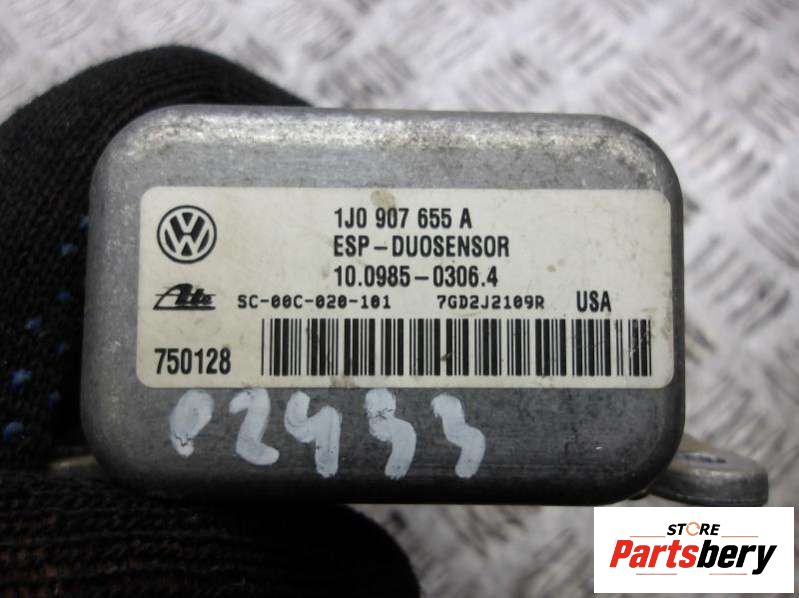 1J0 907 655 A
ESP-DUOSENSOR
10.0985-0306.4
Ate SC-00C-020-101 7GD2J2109R USA
750128
02433
STORE
Partsbery